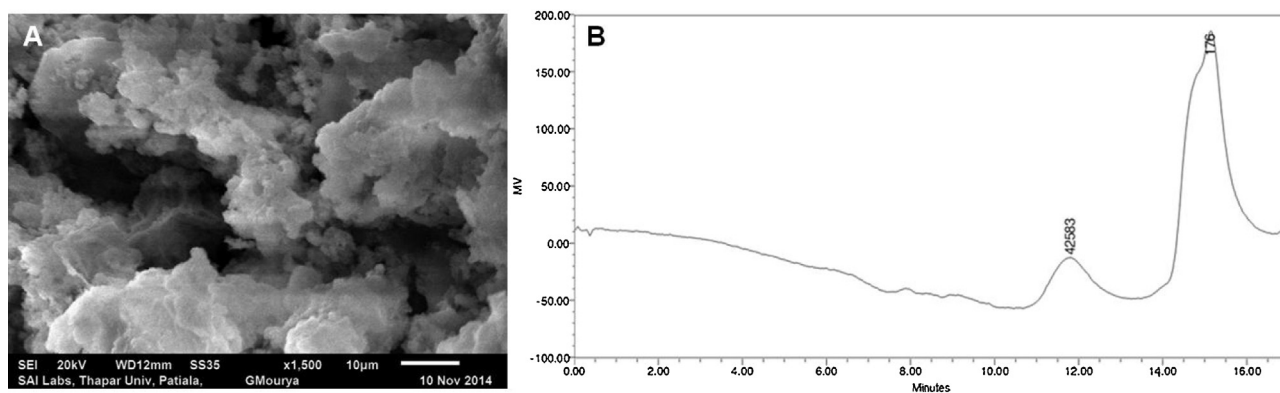 A
SEI 20kV WD12mm SS35 x1,500 10μm
SAI Labs, Thapar Univ, Patiala, GMourya 10 Nov 2014
B
200.00
150.00
100.00
50.00
0.00
-50.00
-100.00
MV
42583
176
0.00 2.00 4.00 6.00 8.00 10.00 12.00 14.00 16.00
Minutes